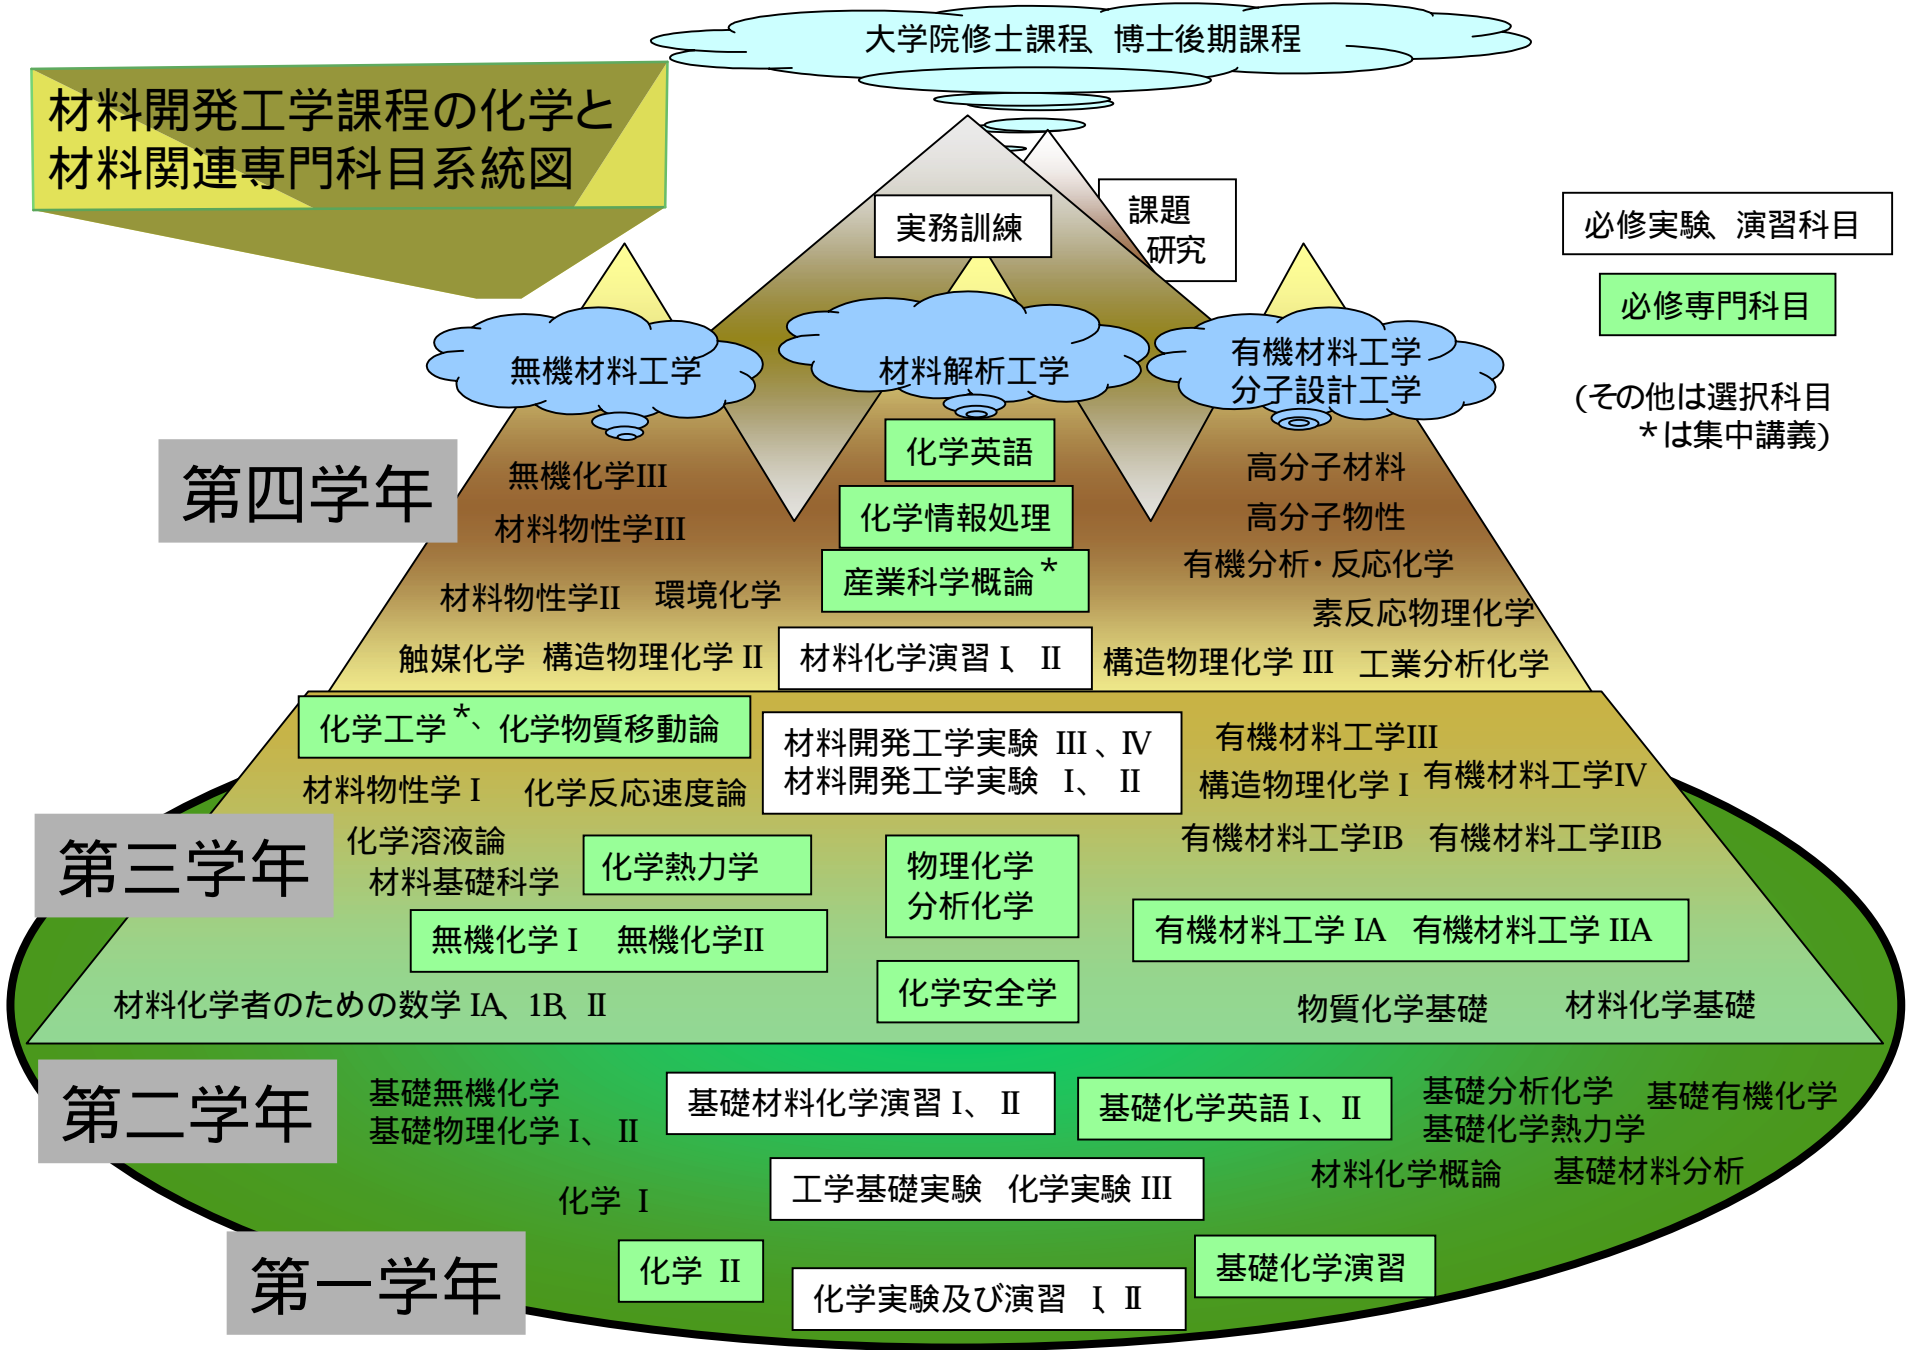 大学院修士課程、博士後期課程
材料開発工学課程の化学と
材料関連専門科目系統図
実務訓練
課題
研究
必修実験、演習科目
必修専門科目
(その他は選択科目
*は集中講義)
無機材料工学
材料解析工学
有機材料工学
分子設計工学
第四学年
化学英語
無機化学III
高分子材料
化学情報処理
材料物性学III
高分子物性
産業科学概論*
有機分析・反応化学
材料物性学II
環境化学
素反応物理化学
触媒化学
構造物理化学 II
材料化学演習 I、 II
構造物理化学 III
工業分析化学
化学工学*、化学物質移動論
材料開発工学実験 III、IV
材料開発工学実験 I、 II
有機材料工学III
材料物性学 I
化学反応速度論
構造物理化学 I
有機材料工学IV
第三学年
化学溶液論
材料基礎科学
化学熱力学
物理化学
分析化学
有機材料工学IB
有機材料工学IIB
無機化学 I 無機化学II
有機材料工学 IA 有機材料工学 IIA
化学安全学
材料化学者のための数学 IA、1B、II
物質化学基礎
材料化学基礎
第二学年
基礎無機化学
基礎物理化学 I、 II
基礎材料化学演習 I、 II
基礎化学英語 I、II
基礎分析化学
基礎化学熱力学
基礎有機化学
化学 I
工学基礎実験 化学実験 III
材料化学概論
基礎材料分析
第一学年
化学 II
化学実験及び演習 I、II
基礎化学演習